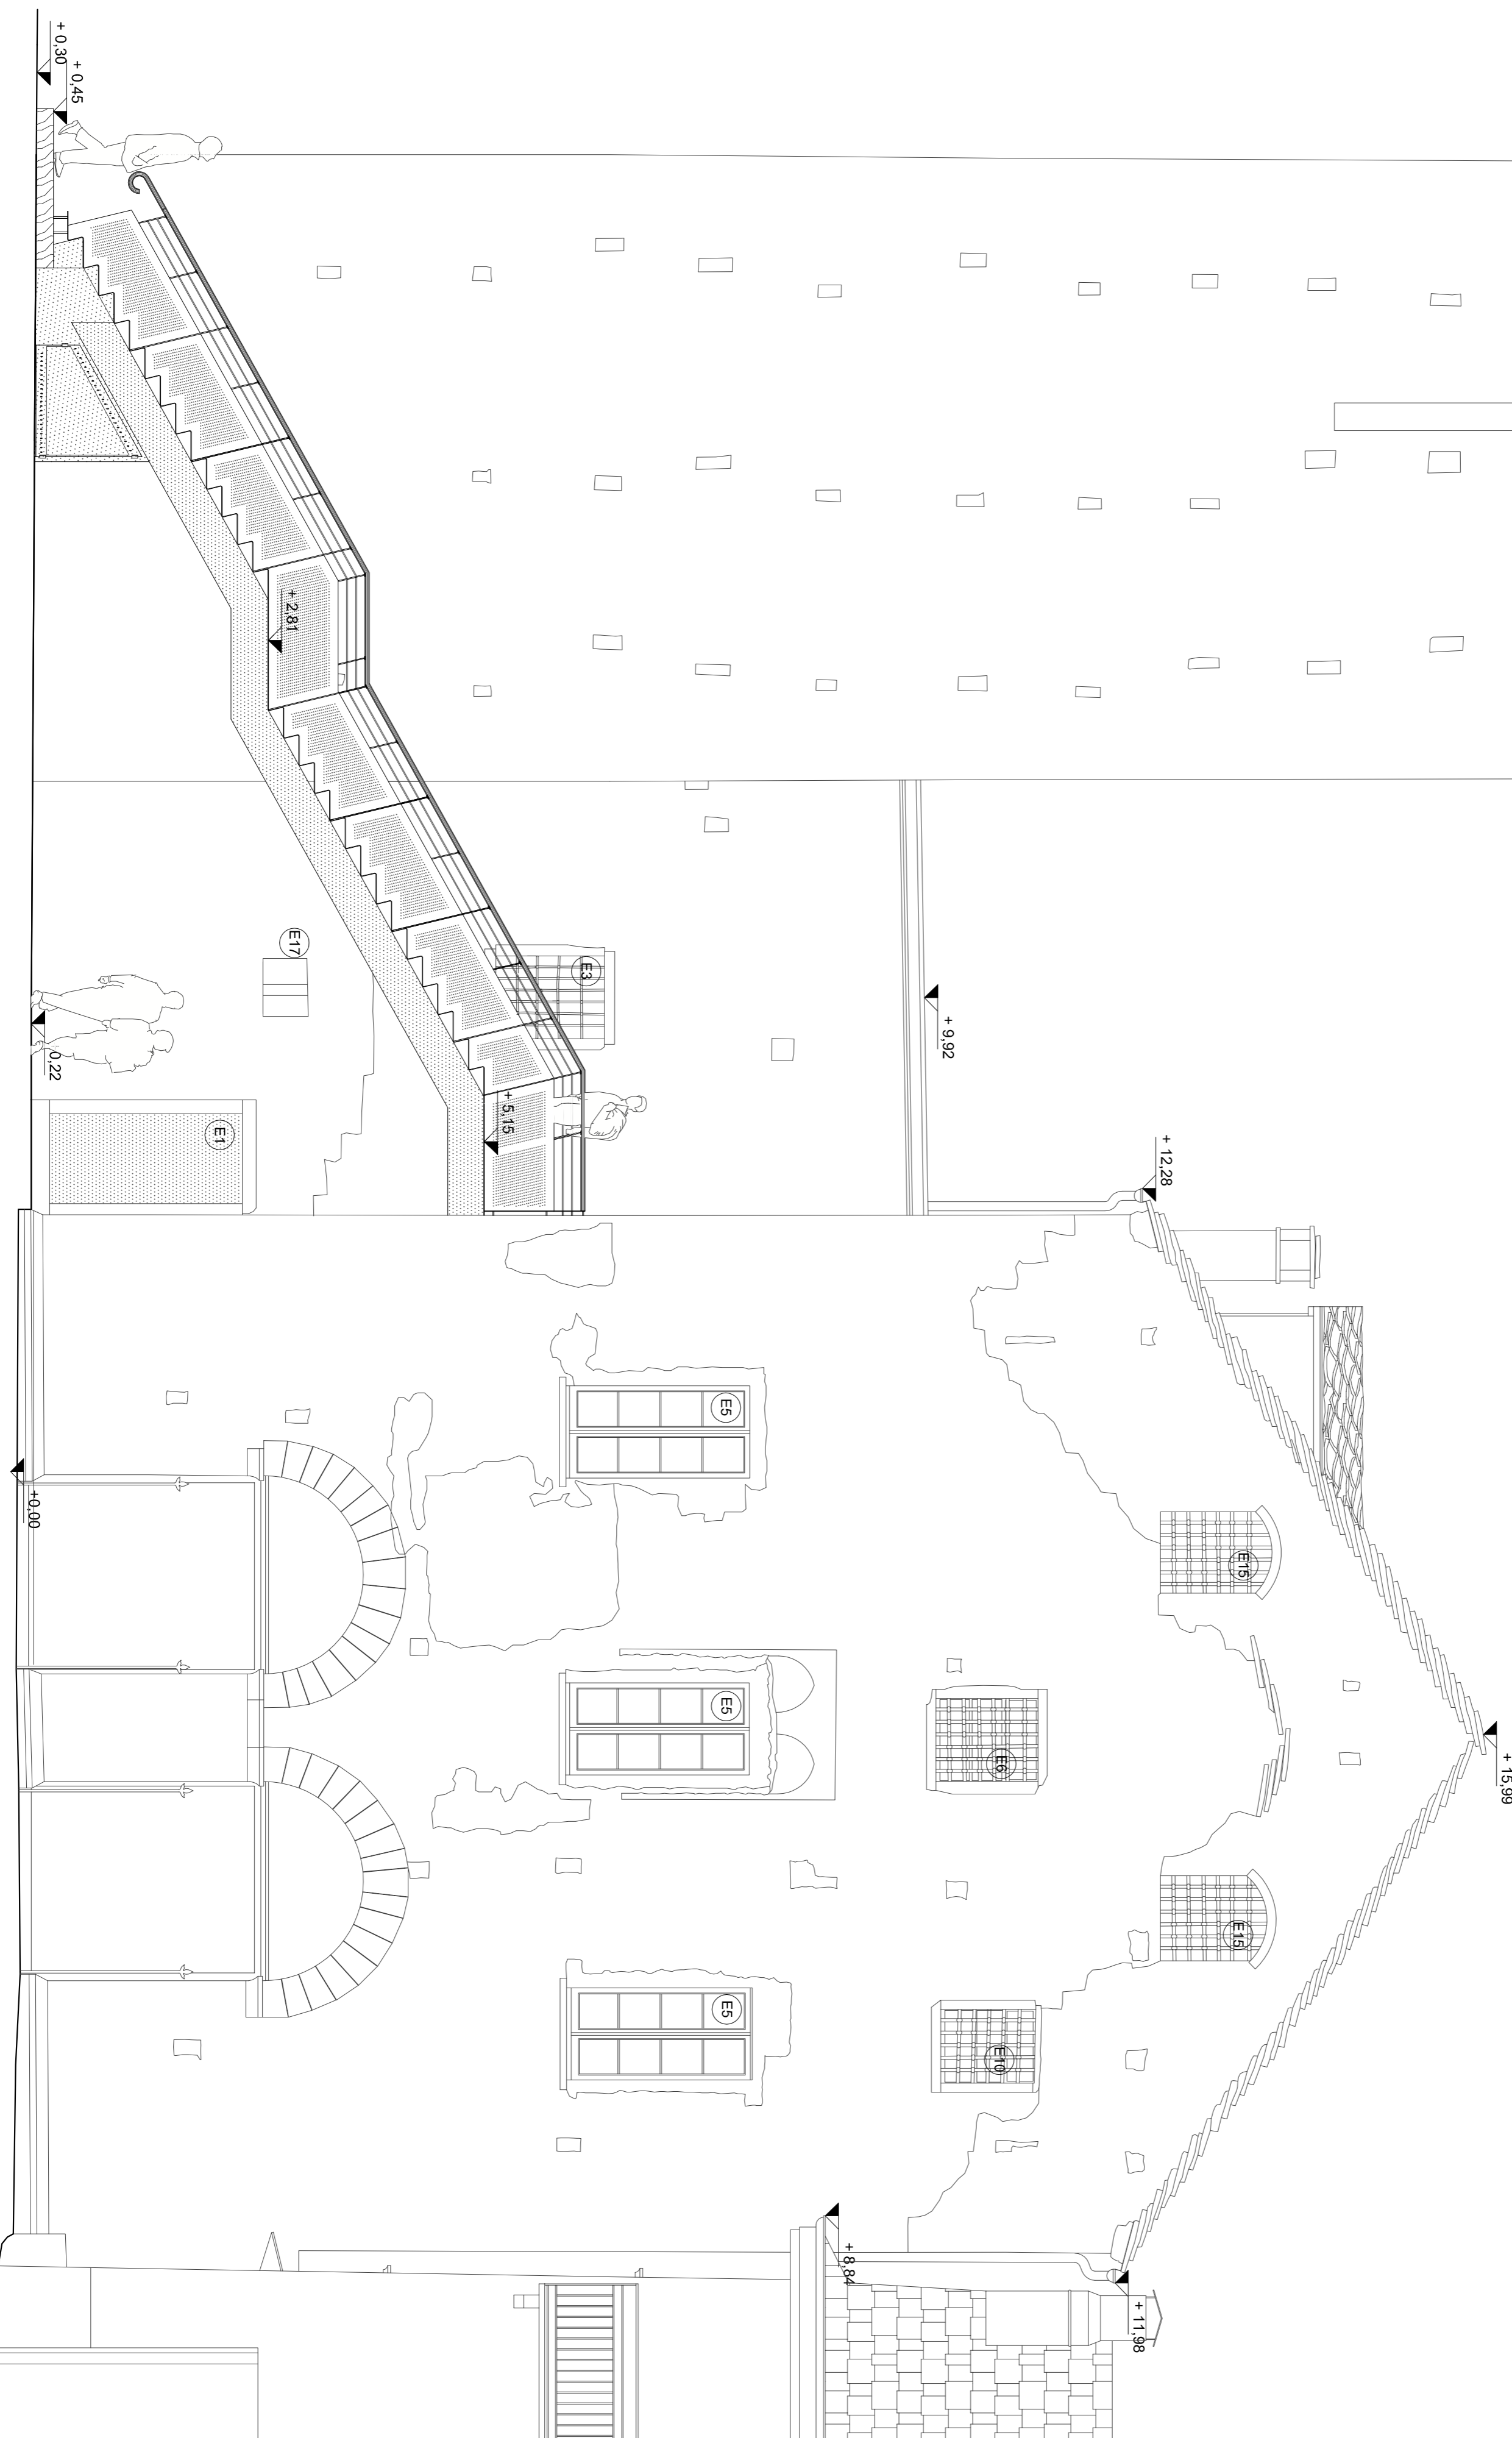 + 0,30
+ 0,45
+ 2,81
E17
E3
0,22
+ 9,92
E1
+ 5,15
+ 12,28
E5
+0,00
E15
E5
E6
+ 15,99
E15
E5
E10
+ 8,84
+ 11,98